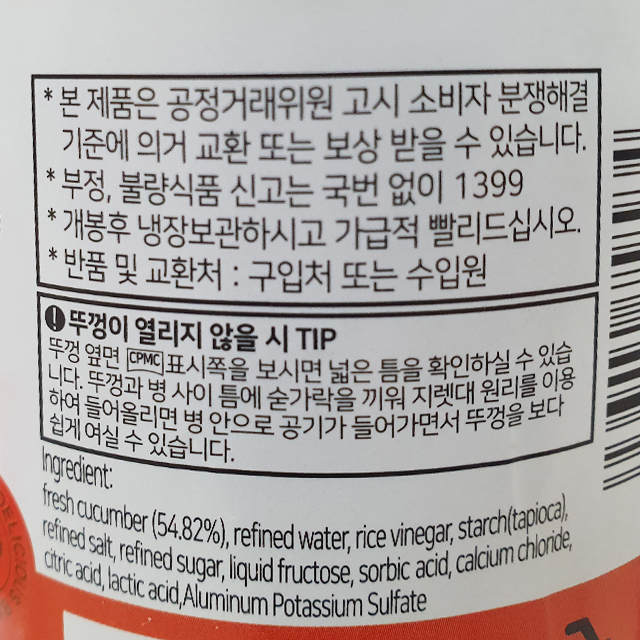 * 본 제품은 공정거래위원 고시 소비자 분쟁해결
기준에 의거 교환 또는 보상 받을 수 있습니다.
* 부정, 불량식품 신고는 국번 없이 1399
* 개봉후 냉장보관하시고 가급적 빨리드십시오.
* 반품 및 교환처 : 구입처 또는 수입원
! 뚜껑이 열리지 않을 시 TIP
뚜껑 옆면 CPMC 표시쪽을 보시면 넓은 틈을 확인하실 수 있습
니다. 뚜껑과 병 사이 틈에 숟가락을 끼워 지렛대 원리를 이용
하여 들어올리면 병 안으로 공기가 들어가면서 뚜껑을 보다
쉽게 여실 수 있습니다.
Ingredient:
fresh cucumber (54.82%), refined water, rice vinegar, starch(tapioca),
refined salt, refined sugar, liquid fructose, sorbic acid, calcium chloride,
citric acid, lactic acid,Aluminum Potassium Sulfate
DELICIOUS